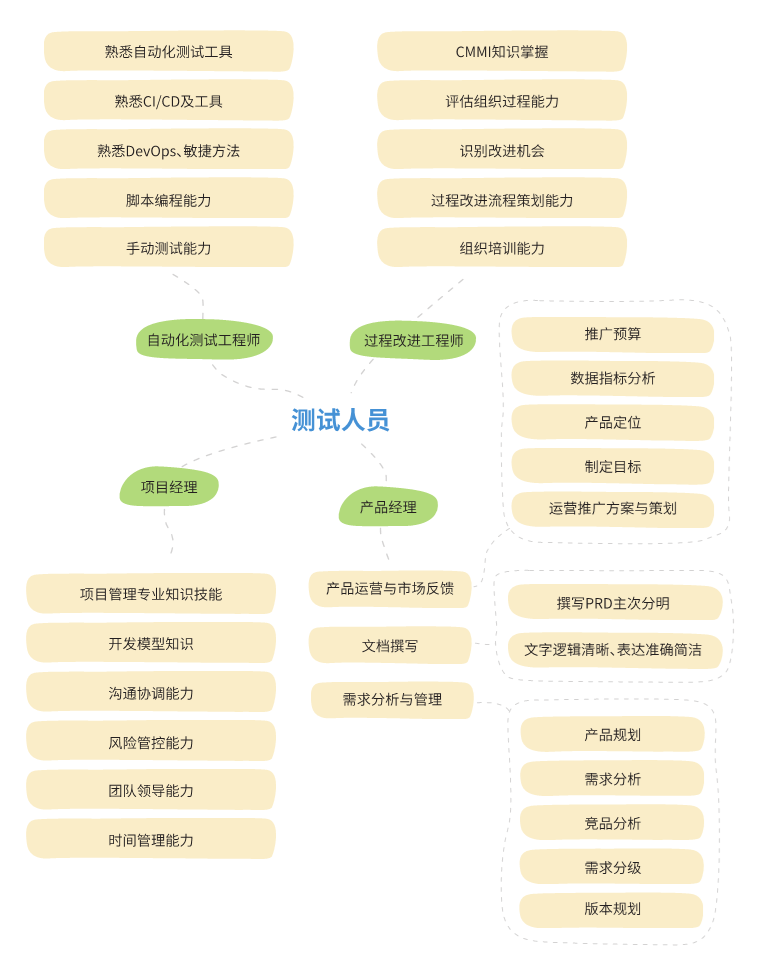 熟悉自动化测试工具
熟悉CI/CD及工具
熟悉DevOps、敏捷方法
脚本编程能力
手动测试能力
自动化测试工程师
CMMI知识掌握
评估组织过程能力
识别改进机会
过程改进流程策划能力
组织培训能力
过程改进工程师
测试人员
项目经理
项目管理专业知识技能
开发模型知识
沟通协调能力
风险管控能力
团队领导能力
时间管理能力
产品经理
产品运营与市场反馈
推广预算
数据指标分析
产品定位
制定目标
运营推广方案与策划
文档撰写
撰写PRD主次分明
文字逻辑清晰、表达准确简洁
需求分析与管理
产品规划
需求分析
竞品分析
需求分级
版本规划